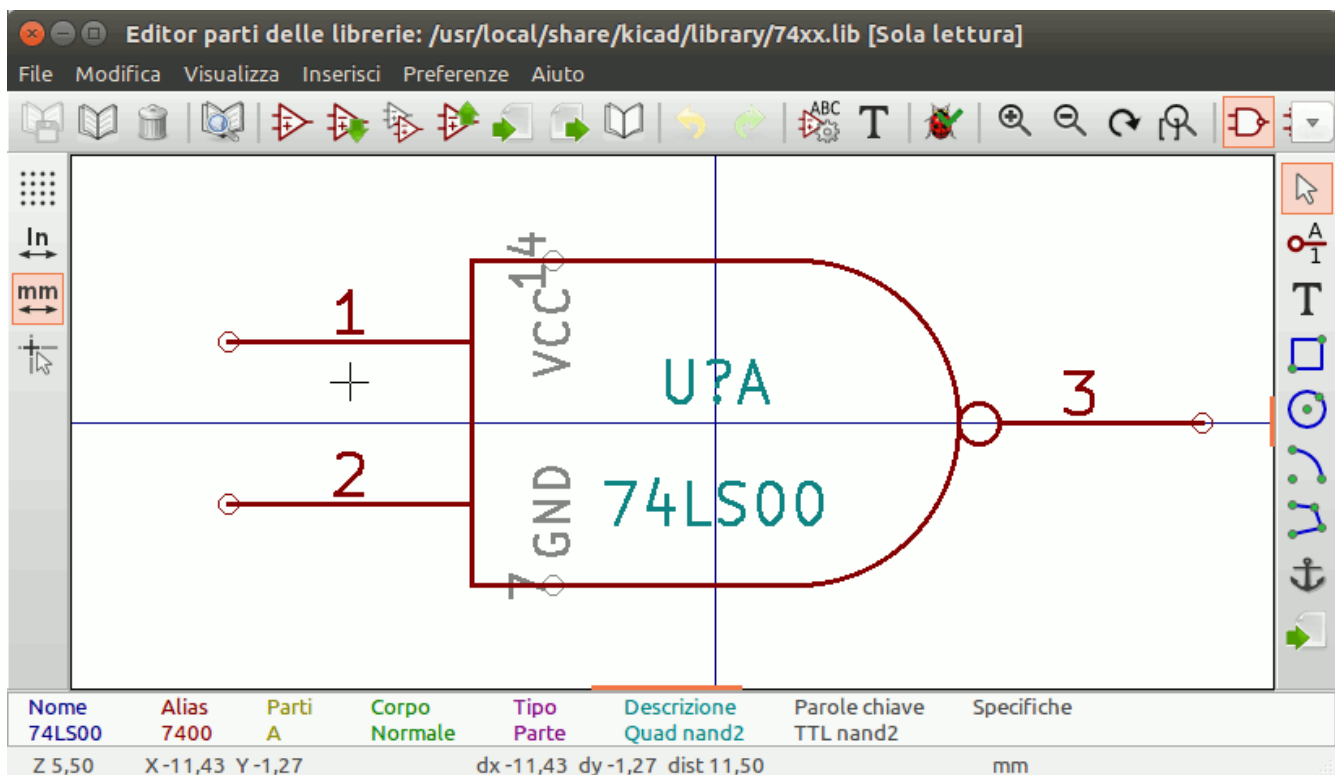 Editor parti delle librerie: /usr/local/share/kicad/library/74xx.lib [Sola lettura]
File Modifica Visualizza Inserisci Preferenze Aiuto
ABC
T
In
mm
A
1
T
14
VCC
1
U?A
3
2
GND
74LS00
7
Nome Alias Parti Corpo Tipo Descrizione Parole chiave Specifiche
74LS00 7400 A Normale Parte Quad nand2 TTL nand2
Z 5,50 X -11,43 Y -1,27 dx -11,43 dy -1,27 dist 11,50 mm